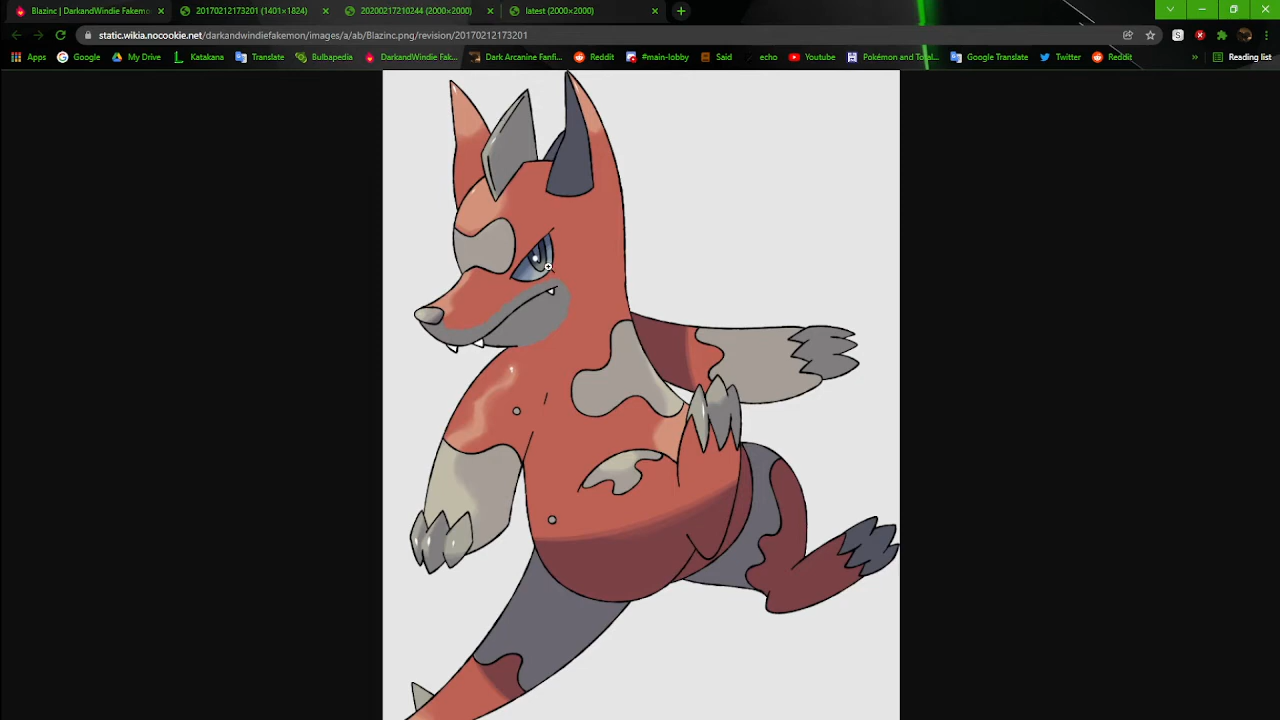 Blazinc | DarkandWindie Fakemo
20170212173201 (1401×1824)
20200217210244 (2000×2000)
latest (2000×2000)
static.wikia.nocookie.net/darkandwindiefakemon/images/a/ab/Blazinc.png/revision/20170212173201
Apps
Google
My Drive
Katakana
Translate
Bulbapedia
DarkandWindie Fak...
Dark Arcanine Fanfi...
Reddit
#main-lobby
Said
echo
Youtube
Pokémon and Total...
Google Translate
Twitter
Reddit
Reading list